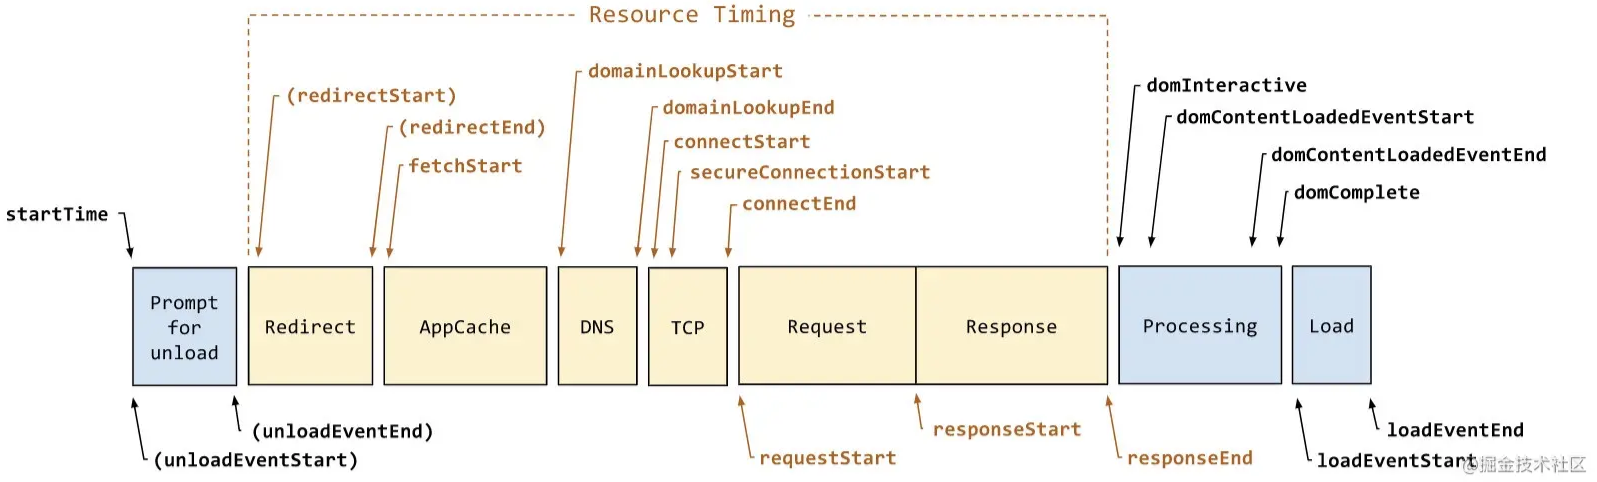 Resource Timing
domainLookupStart
(redirectStart)
domInteractive
domainLookupEnd
domContentLoadedEventStart
(redirectEnd)
connectStart
domContentLoadedEventEnd
fetchStart
secureConnectionStart
domComplete
connectEnd
startTime
Prompt
for
unload
Redirect
AppCache
DNS
TCP
Request
Response
Processing
Load
(unloadEventEnd)
responseStart
loadEventEnd
(unloadEventStart)
requestStart
responseEnd
loadEventStart
@掘金技术社区